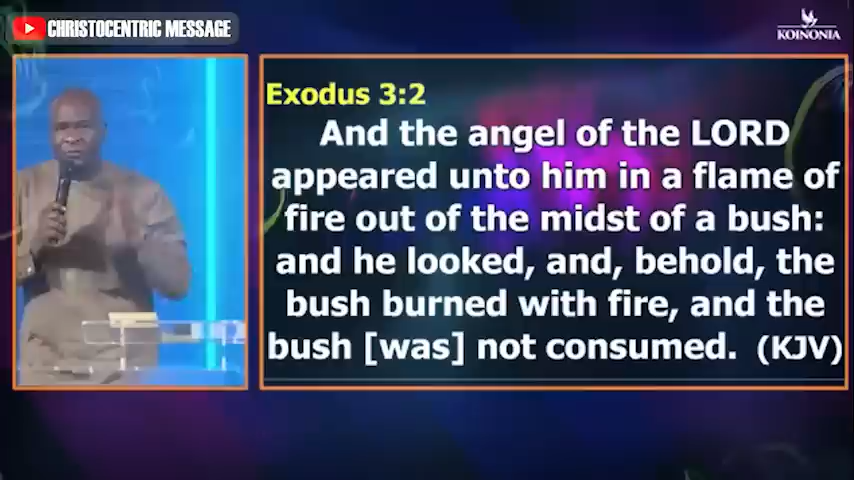 CHRISTOCENTRIC MESSAGE
KOINONIA
Exodus 3:2
And the angel of the LORD
appeared unto him in a flame of
fire out of the midst of a bush:
and he looked, and, behold, the
bush burned with fire, and the
bush [was] not consumed. (KJV)